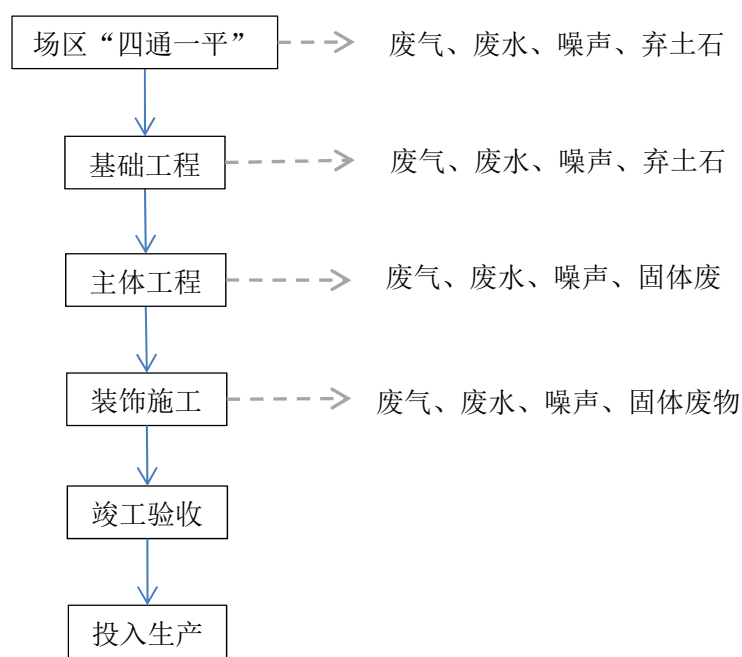 场区“四通一平” 废气、废水、噪声、弃土石
基础工程 废气、废水、噪声、弃土石
主体工程 废气、废水、噪声、固体废
装饰施工 废气、废水、噪声、固体废物
竣工验收
投入生产